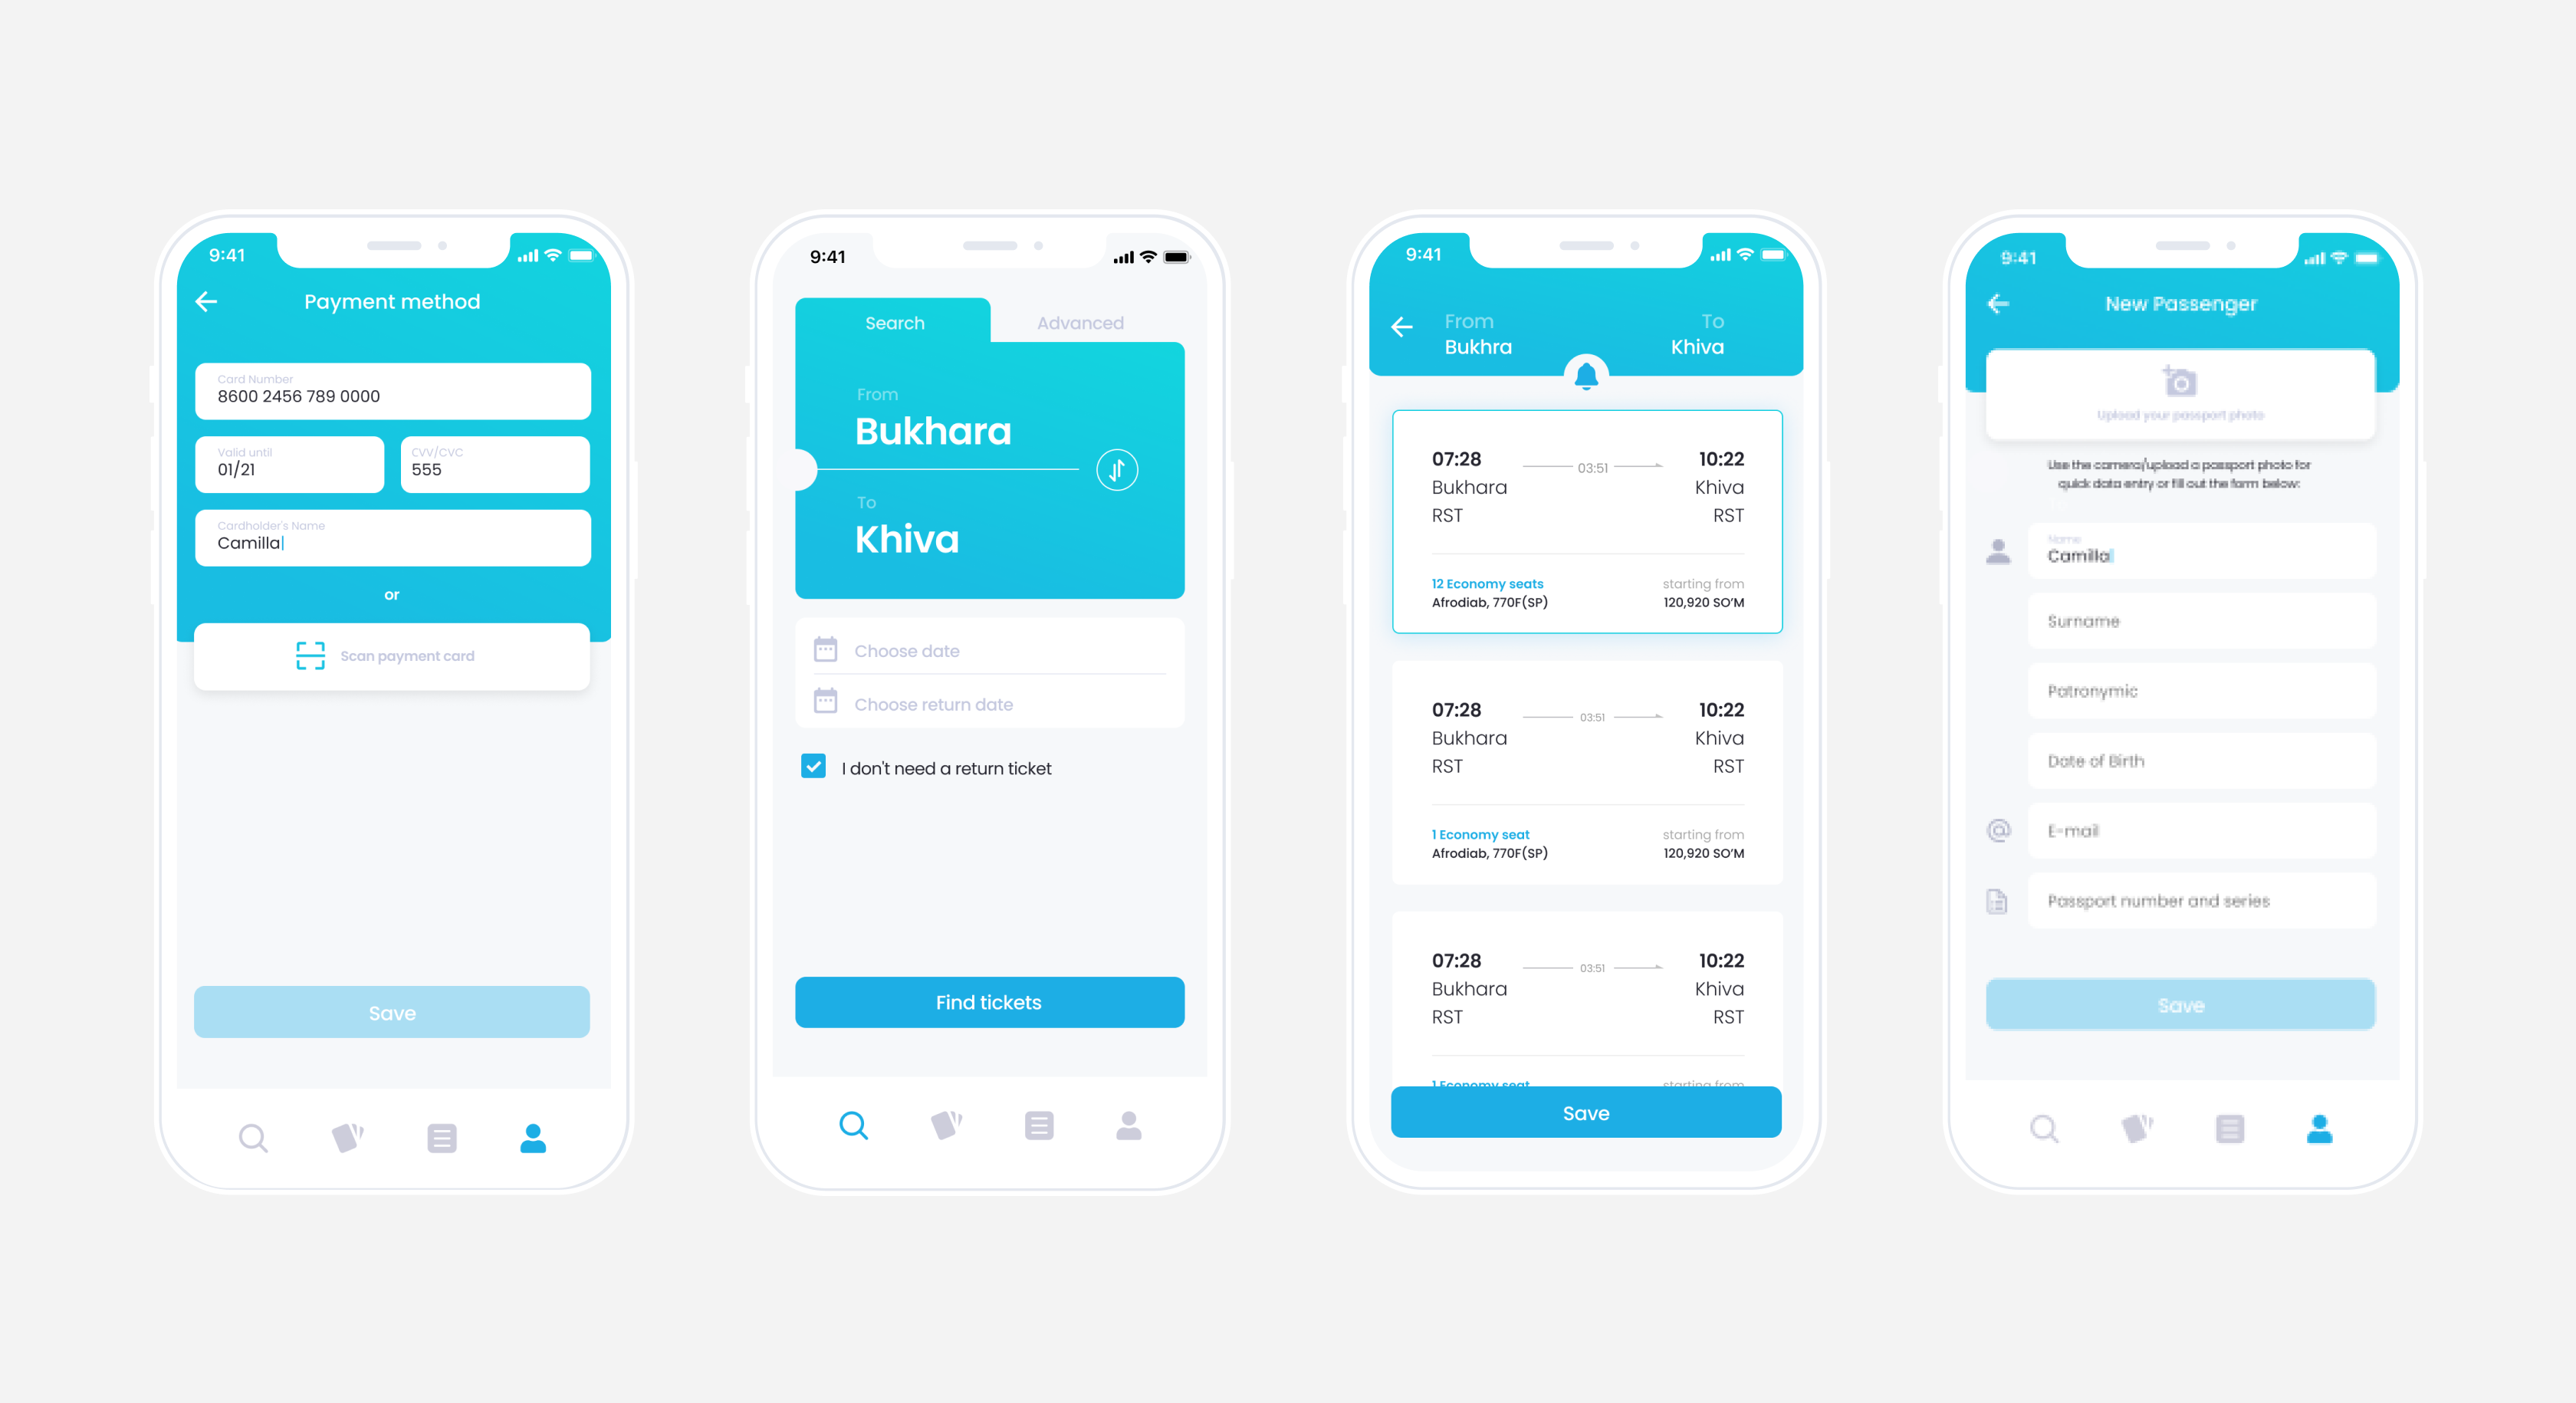 9:41
Payment method
Card Number
8600 2456 789 0000
Valid until
01/21
CVV/CVC
555
Cardholder's Name
Camilla
or
Scan payment card
Save
9:41
Search
Advanced
From
Bukhara
To
Khiva
Choose date
Choose return date
I don't need a return ticket
Find tickets
9:41
From
To
Bukhra
Khiva
07:28
03:51
10:22
Bukhara
Khiva
RST
RST
12 Economy seats
starting from
Afrodiab, 770F(SP)
120,920 SO'M
07:28
03:51
10:22
Bukhara
Khiva
RST
RST
1 Economy seat
starting from
Afrodiab, 770F(SP)
120,920 SO'M
07:28
03:51
10:22
Bukhara
Khiva
RST
RST
1 Economy seat
starting from
Save
9:41
New Passenger
Upload your passport photo
Use the camera/upload a passport photo for
quick data entry or fill out the form below:
Name
Camilla
Surname
Patronymic
Date of Birth
E-mail
Passport number and series
Save